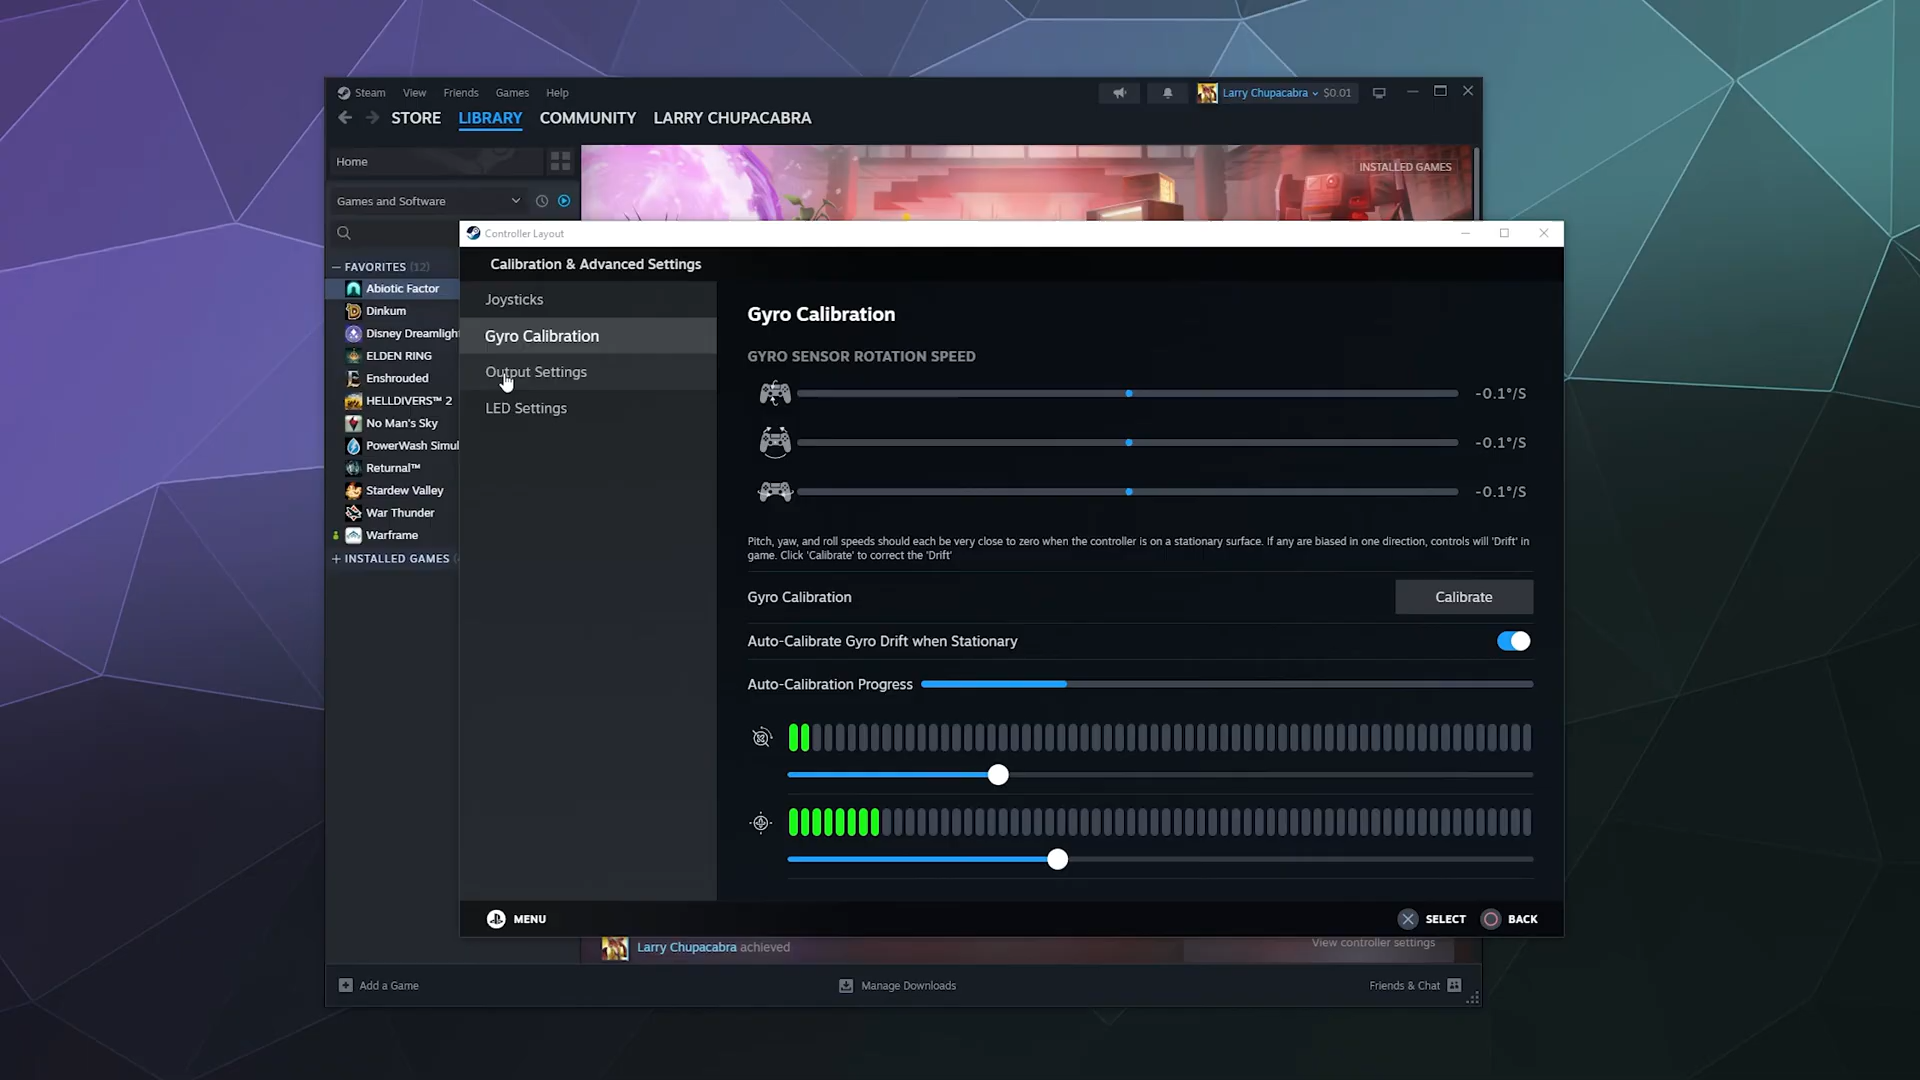 Steam View Friends Games Help
Larry Chupacabra $0.01
STORE LIBRARY COMMUNITY LARRY CHUPACABRA
Home
INSTALLED GAMES
Games and Software
Controller Layout
Calibration & Advanced Settings
FAVORITES (12)
Abiotic Factor
Dinkum
Disney Dreamligh
ELDEN RING
Enshrouded
HELLDIVERS™ 2
No Man's Sky
PowerWash Simul
Returnal™
Stardew Valley
War Thunder
Warframe
INSTALLED GAMES
Joysticks
Gyro Calibration
Output Settings
LED Settings
Gyro Calibration
GYRO SENSOR ROTATION SPEED
-0.1°/S
-0.1°/S
-0.1°/S
Pitch, yaw, and roll speeds should each be very close to zero when the controller is on a stationary surface. If any are biased in one direction, controls will 'Drift' in
game. Click 'Calibrate' to correct the 'Drift'
Gyro Calibration Calibrate
Auto-Calibrate Gyro Drift when Stationary
Auto-Calibration Progress
MENU SELECT BACK
Larry Chupacabra achieved
View controller settings
Add a Game Manage Downloads Friends & Chat